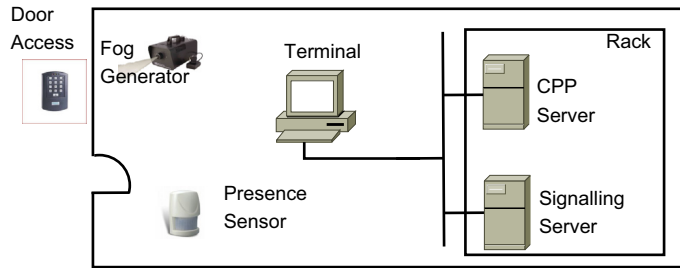 Door
Access
Fog
Generator
Terminal
Rack
CPP
Server
Presence
Sensor
Signalling
Server